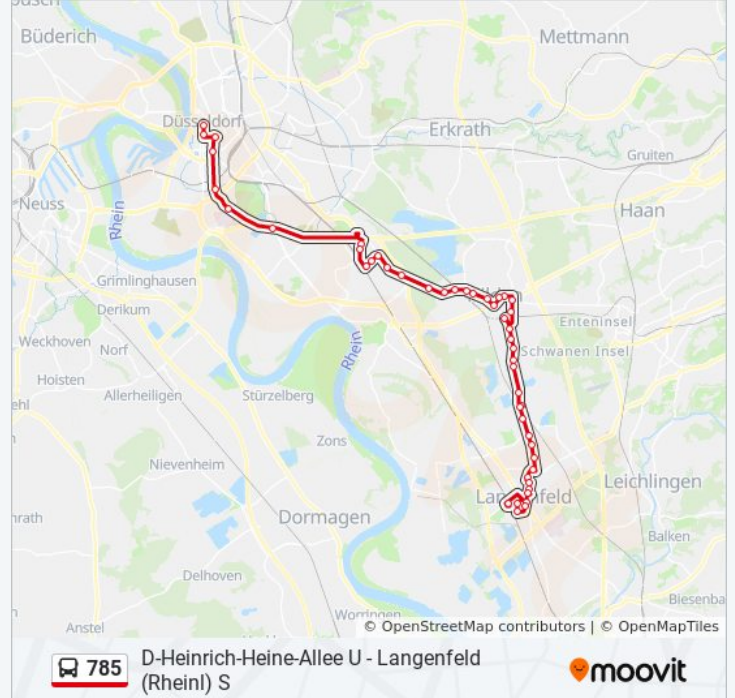 Büderich
Mettmann
Düsseldorf
Erkrath
Gruiten
Neuss
Rhein
Haan
Grimlinghausen
Derikum
Enteninsel
Weckhoven
Norf
Rhein
Schwanen Insel
Hoisten
Allerheiligen
Stürzelberg
Zons
Nievenheim
Leichlingen
Langenfeld
Dormagen
Balken
Delhoven
Anstel
Worringen
© OpenStreetMap contributors | © OpenMapTiles
785
D-Heinrich-Heine-Allee U - Langenfeld
(Rheinl) S
moovit